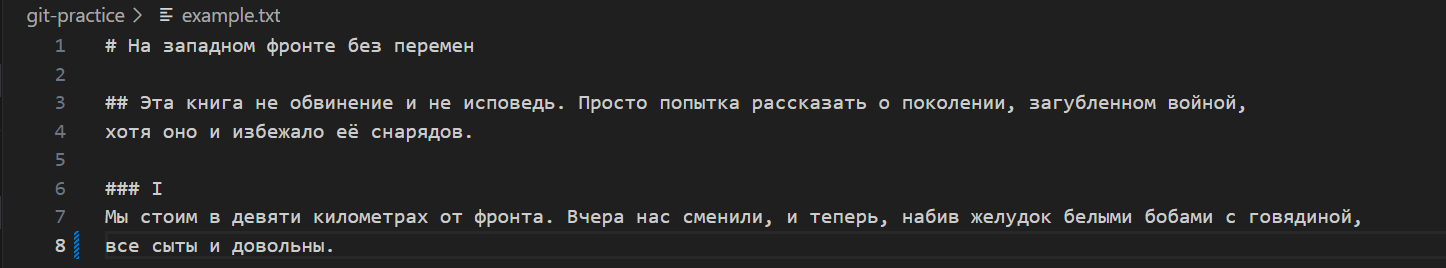 git-practice > example.txt
1 # На западном фронте без перемен
2
3 ## Эта книга не обвинение и не исповедь. Просто попытка рассказать о поколении, загубленном войной,
4 хотя оно и избежало её снарядов.
5
6 ### I
7 Мы стоим в девяти километрах от фронта. Вчера нас сменили, и теперь, набив желудок белыми бобами с говядиной,
8 все сыты и довольны.